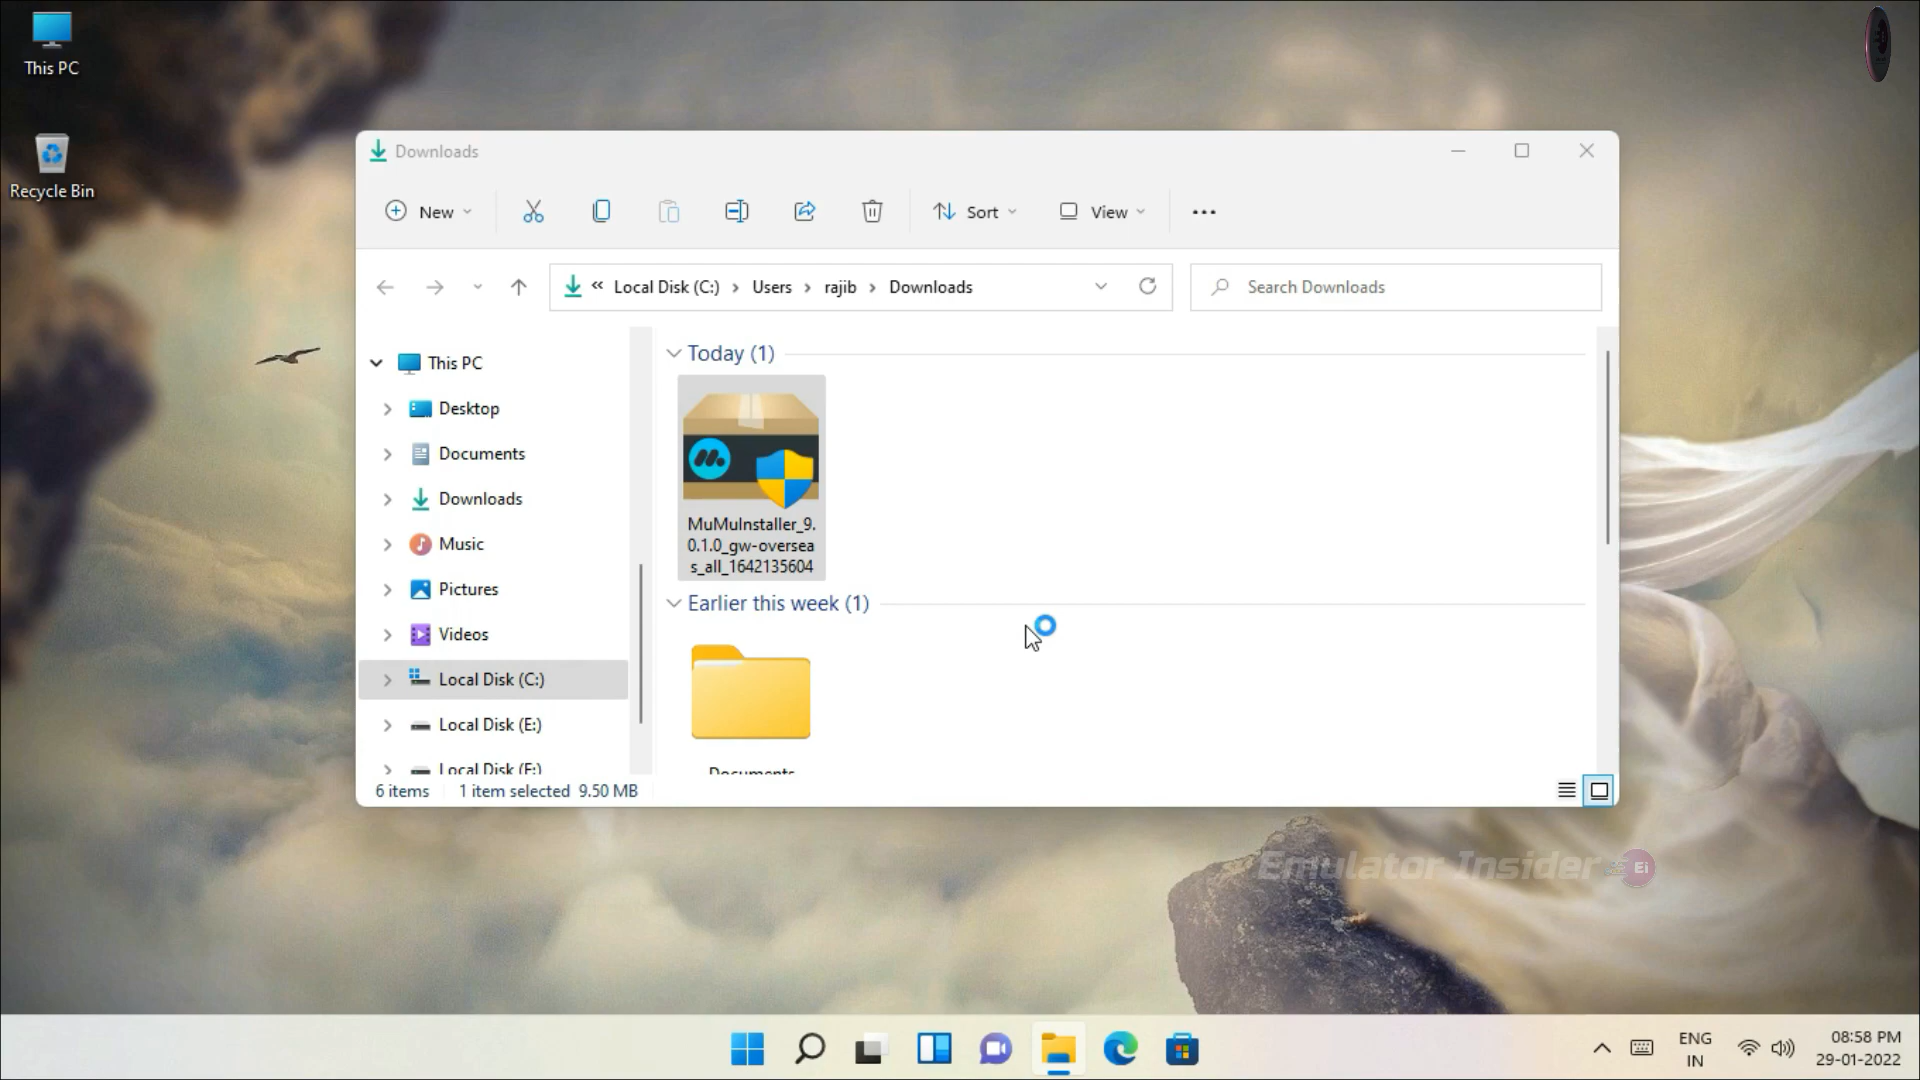 This PC
Recycle Bin
Downloads
New
Sort
View
« Local Disk (C:) > Users > rajib > Downloads
Search Downloads
This PC
Desktop
Documents
Downloads
Music
Pictures
Videos
Local Disk (C:)
Local Disk (E:)
Local Disk (F:)
Today (1)
MuMuInstaller_9.
0.1.0_gw-oversea
s_all_1642135604
Earlier this week (1)
Documents
6 items
1 item selected 9.50 MB
Emulator Insider
Ei
ENG
IN
08:58 PM
29-01-2022